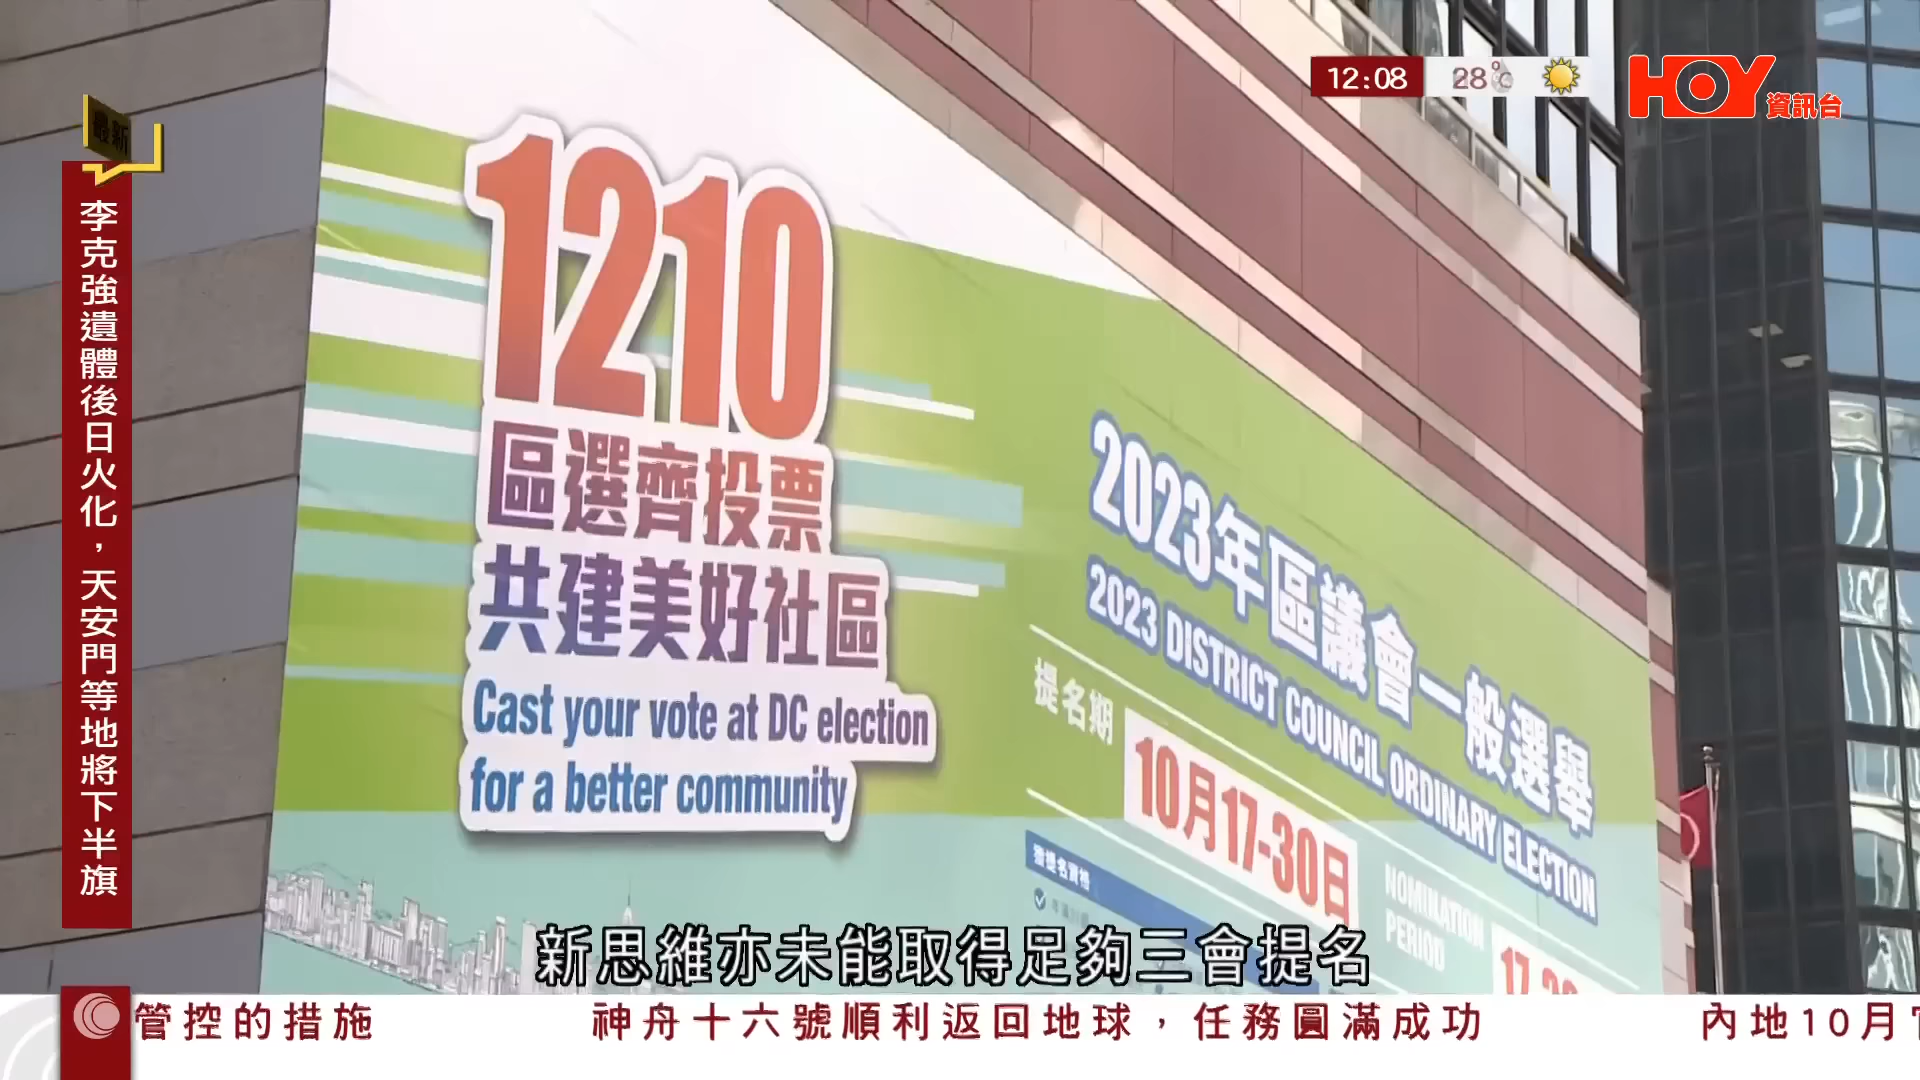 12:08
28°C
HOY
資訊台
最新
李克強遺體後日火化，天安門等地將下半旗
1210
區選齊投票
共建美好社區
Cast your vote at DC election
for a better community
2023年區議會一般選舉
2023 DISTRICT COUNCIL ORDINARY ELECTION
提名期
10月17-30日
NOMINATION
PERIOD
獲提名資格
新思維亦未能取得足夠三會提名
管控的措施
神舟十六號順利返回地球，任務圓滿成功
內地10月